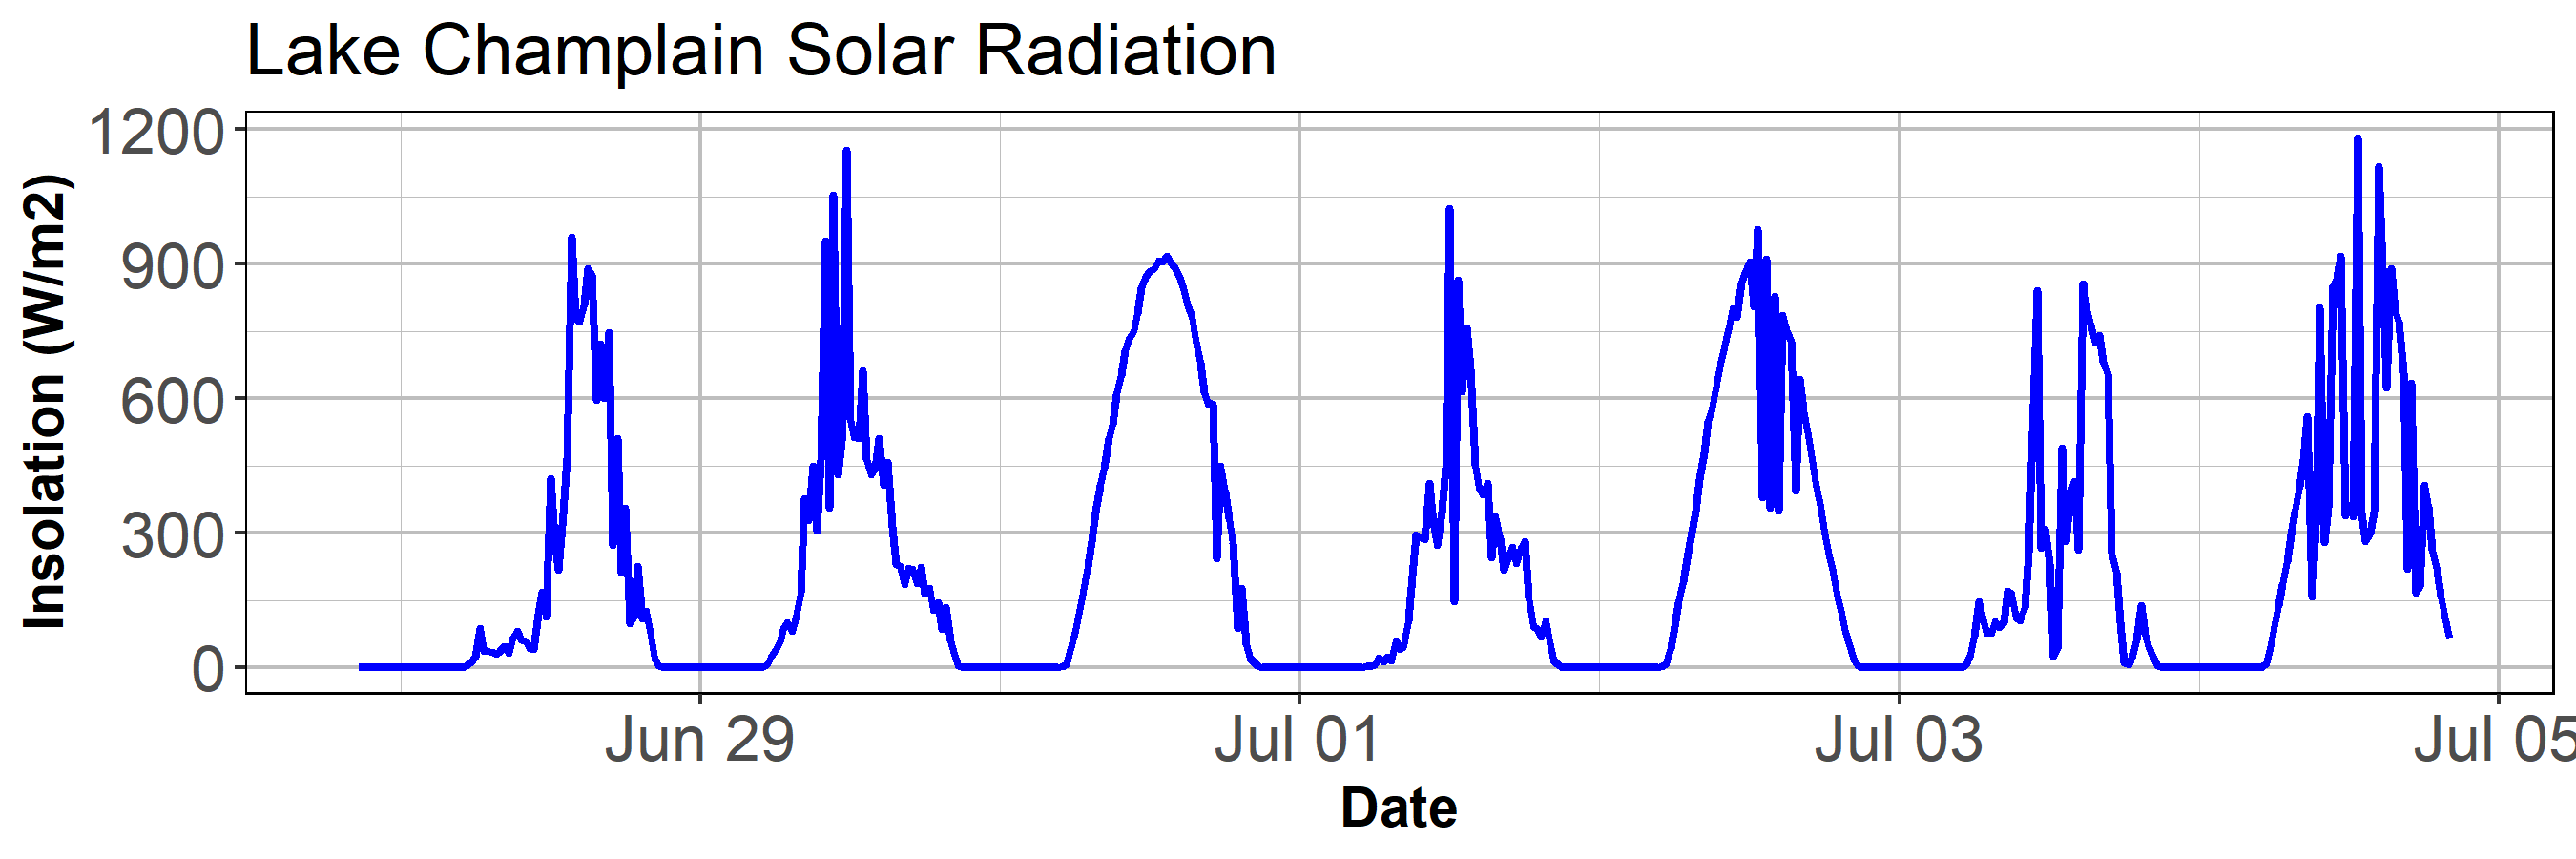 Lake Champlain Solar Radiation
1200
900
600
300
0
Insolation (W/m2)
Jun 29
Jul 01
Jul 03
Jul 05
Date